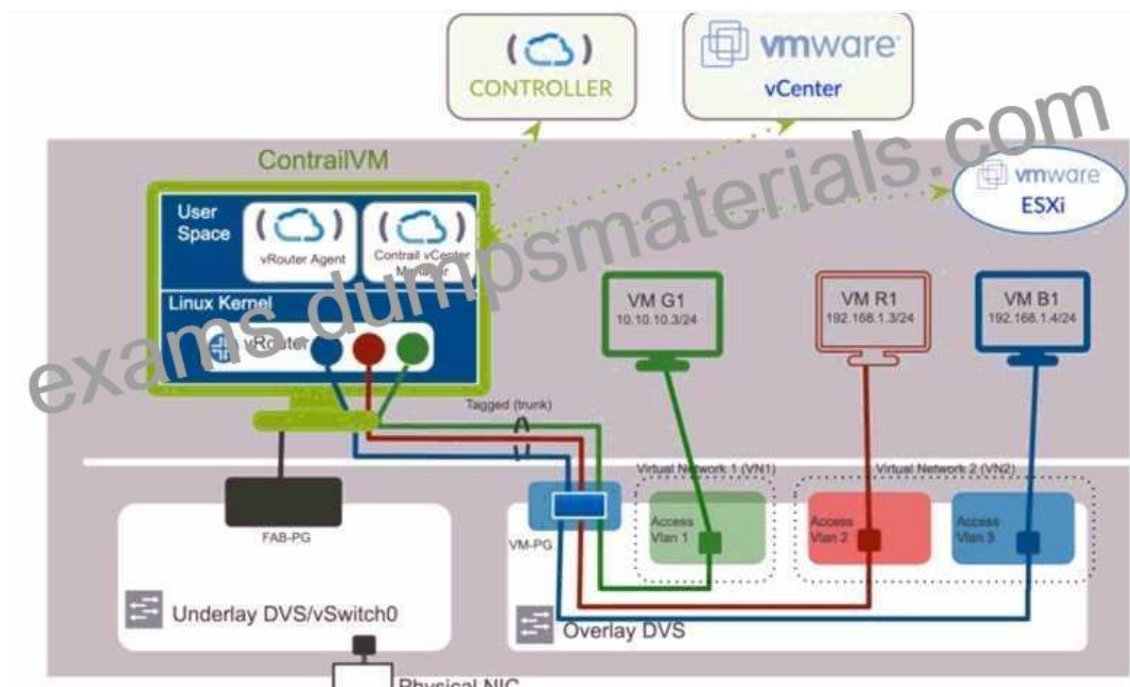 CONTROLLER
vmware
vCenter
ContrailVM
vmware
ESXi
User
Space
vRouter Agent
Contrail vCenter
Manager
Linux Kernel
vRouter
VM G1
10.10.10.3/24
VM R1
192.168.1.3/24
VM B1
192.168.1.4/24
Tagged (trunk)
Virtual Network 1 (VN1)
Virtual Network 2 (VN2)
FAB-PG
VM-PG
Access
Vlan 1
Access
Vlan 2
Access
Vlan 3
Underlay DVS/vSwitch0
Overlay DVS
Physical NIC
exams.dumpsmaterials.com